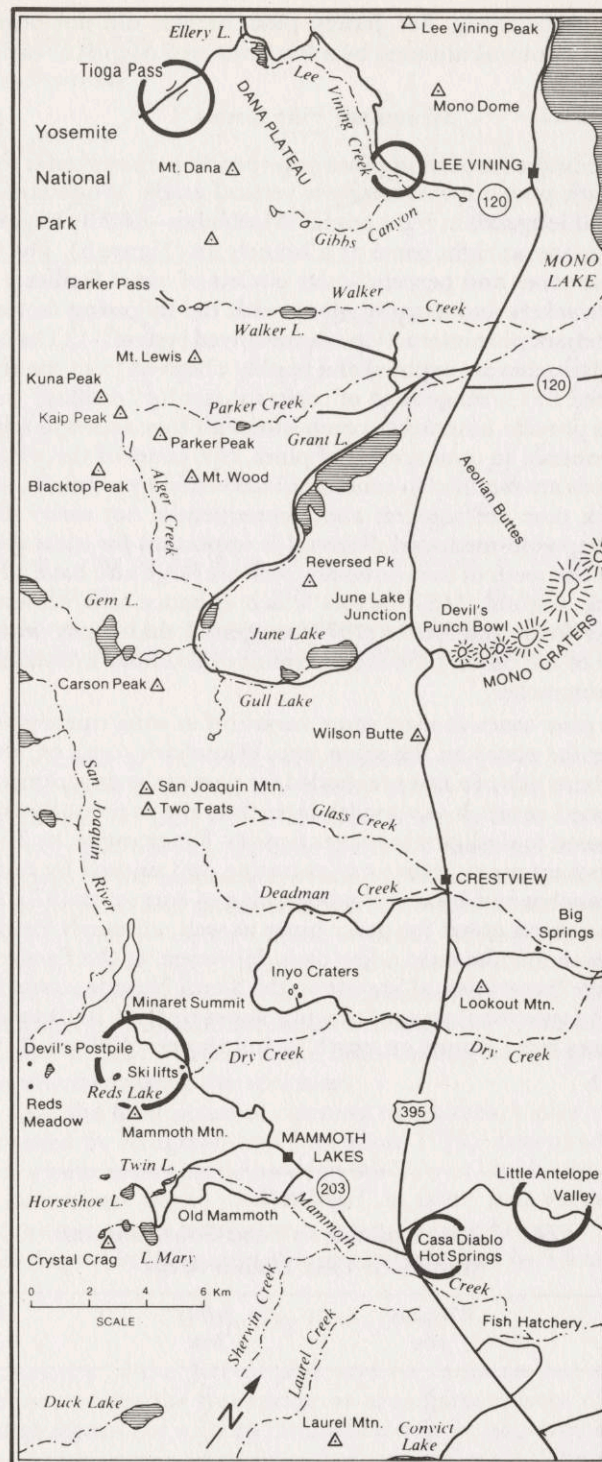 Ellery L.
Lee Vining Peak
Tioga Pass
Lee Vining Creek
DANA PLATEAU
Mono Dome
Yosemite
National
Park
Mt. Dana
LEE VINING
120
Gibbs Canyon
MONO
LAKE
Parker Pass
Walker Creek
Walker L.
Mt. Lewis
Kuna Peak
120
Kaip Peak
Parker Creek
Grant L.
Parker Peak
Blacktop Peak
Mt. Wood
Alger Creek
Aeolian Buttes
Reversed Pk
June Lake
Junction
Gem L.
June Lake
Devil's
Punch Bowl
MONO CRATERS
Carson Peak
Gull Lake
Wilson Butte
San Joaquin River
San Joaquin Mtn.
Two Teats
Glass Creek
Deadman Creek
CRESTVIEW
Big
Springs
Inyo Craters
Lookout Mtn.
Minaret Summit
Dry Creek
Dry Creek
Devil's Postpile
Ski lifts
Reds Lake
Reds
Meadow
Mammoth Mtn.
395
MAMMOTH
LAKES
Twin L.
203
Little Antelope
Valley
Horseshoe L.
Old Mammoth
Mammoth Creek
Casa Diablo
Hot Springs
Crystal Crag
L. Mary
0 2 4 6 Km
SCALE
Sherwin Creek
Laurel Creek
Fish Hatchery
N
Duck Lake
Laurel Mtn.
Convict
Lake